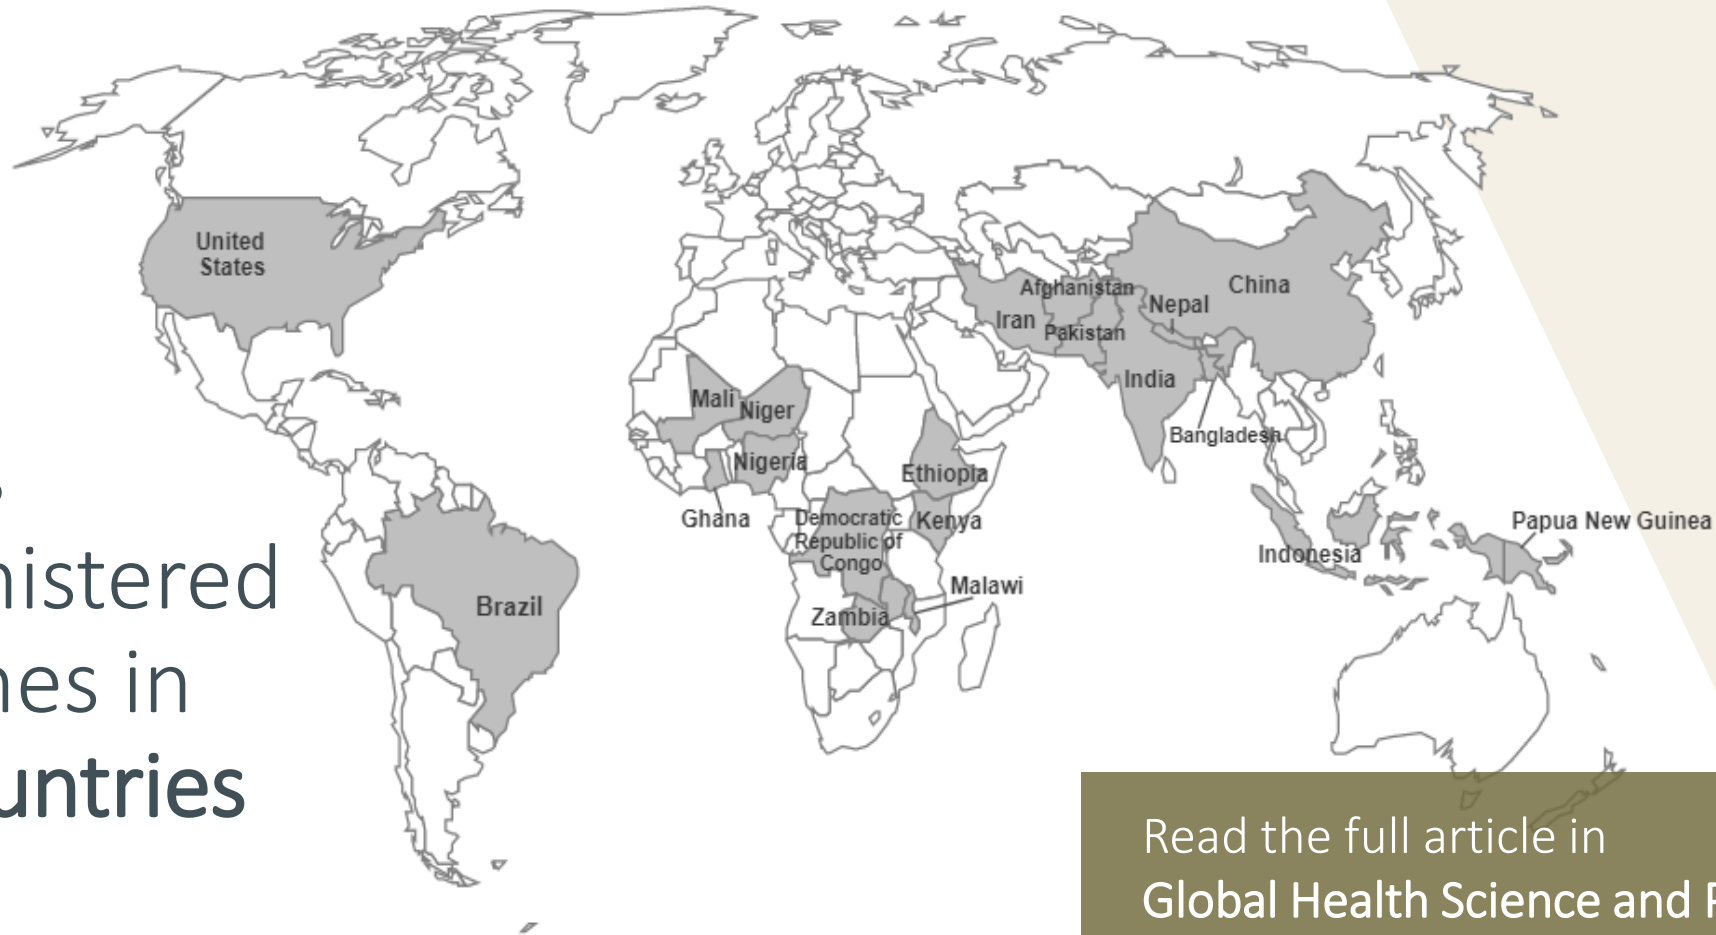 United
States
Afghanistan
China
Nepal
Iran
Pakistan
India
Mali
Niger
Bangladesh
Nigeria
Ethiopia
Ghana
Democratic
Republic of
Congo
Kenya
Papua New Guinea
Indonesia
Malawi
Zambia
Brazil
nistered
nes in
untries
Read the full article in
Global Health Science and P